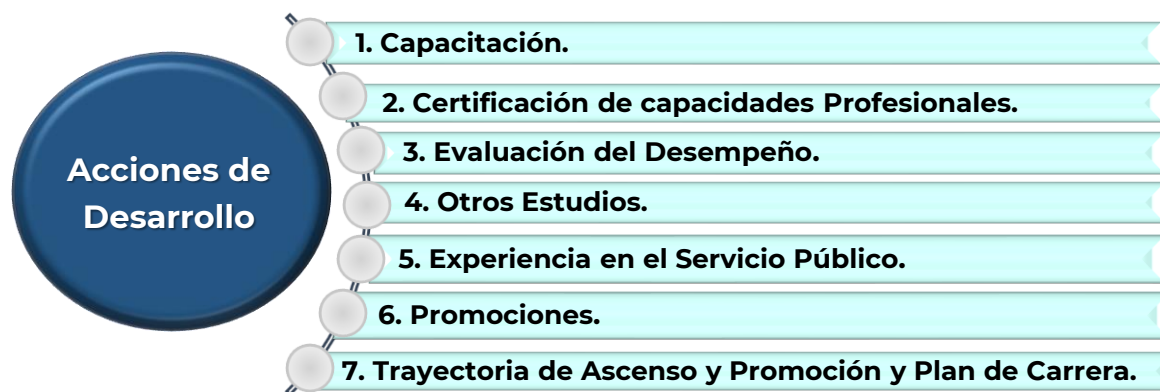 Acciones de
Desarrollo
1. Capacitación.
2. Certificación de capacidades Profesionales.
3. Evaluación del Desempeño.
4. Otros Estudios.
5. Experiencia en el Servicio Público.
6. Promociones.
7. Trayectoria de Ascenso y Promoción y Plan de Carrera.